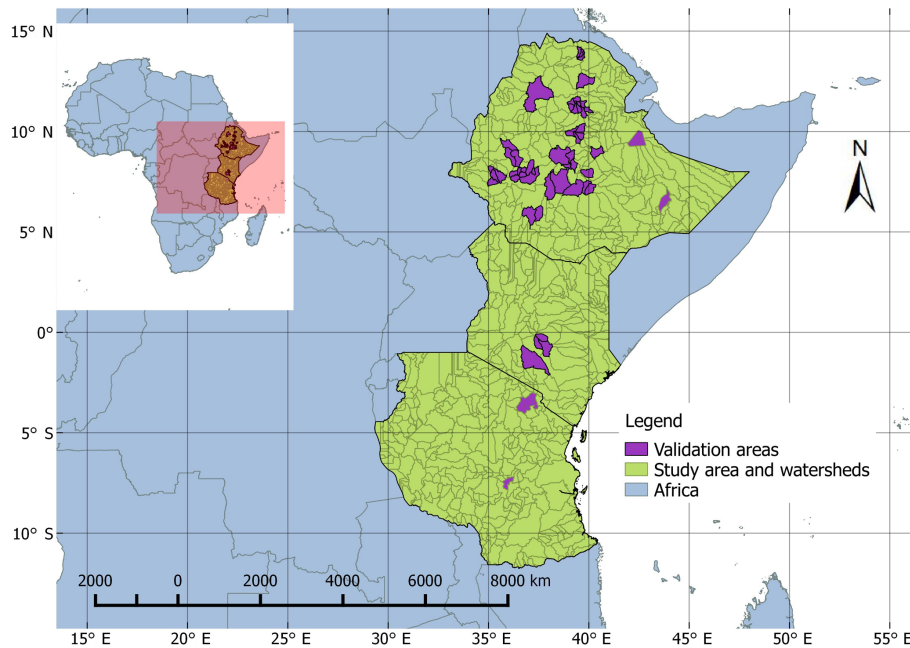 15° N
10° N
5° N
0°
5° S
10° S
N
Legend
Validation areas
Study area and watersheds
Africa
2000 0 2000 4000 6000 8000 km
15 E 20 E 25 E 30 E 35 E 40 E 45 E 50 E 55 E